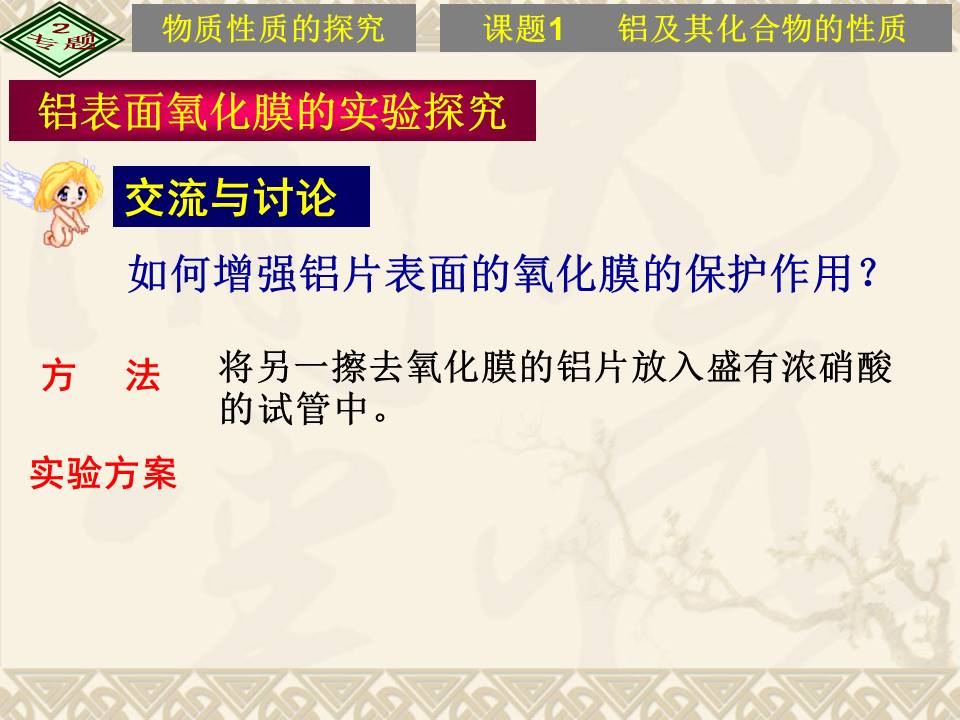 2
专题
物质性质的探究
课题1 铝及其化合物的性质
铝表面氧化膜的实验探究
交流与讨论
如何增强铝片表面的氧化膜的保护作用？
方 法
将另一擦去氧化膜的铝片放入盛有浓硝酸
的试管中。
实验方案